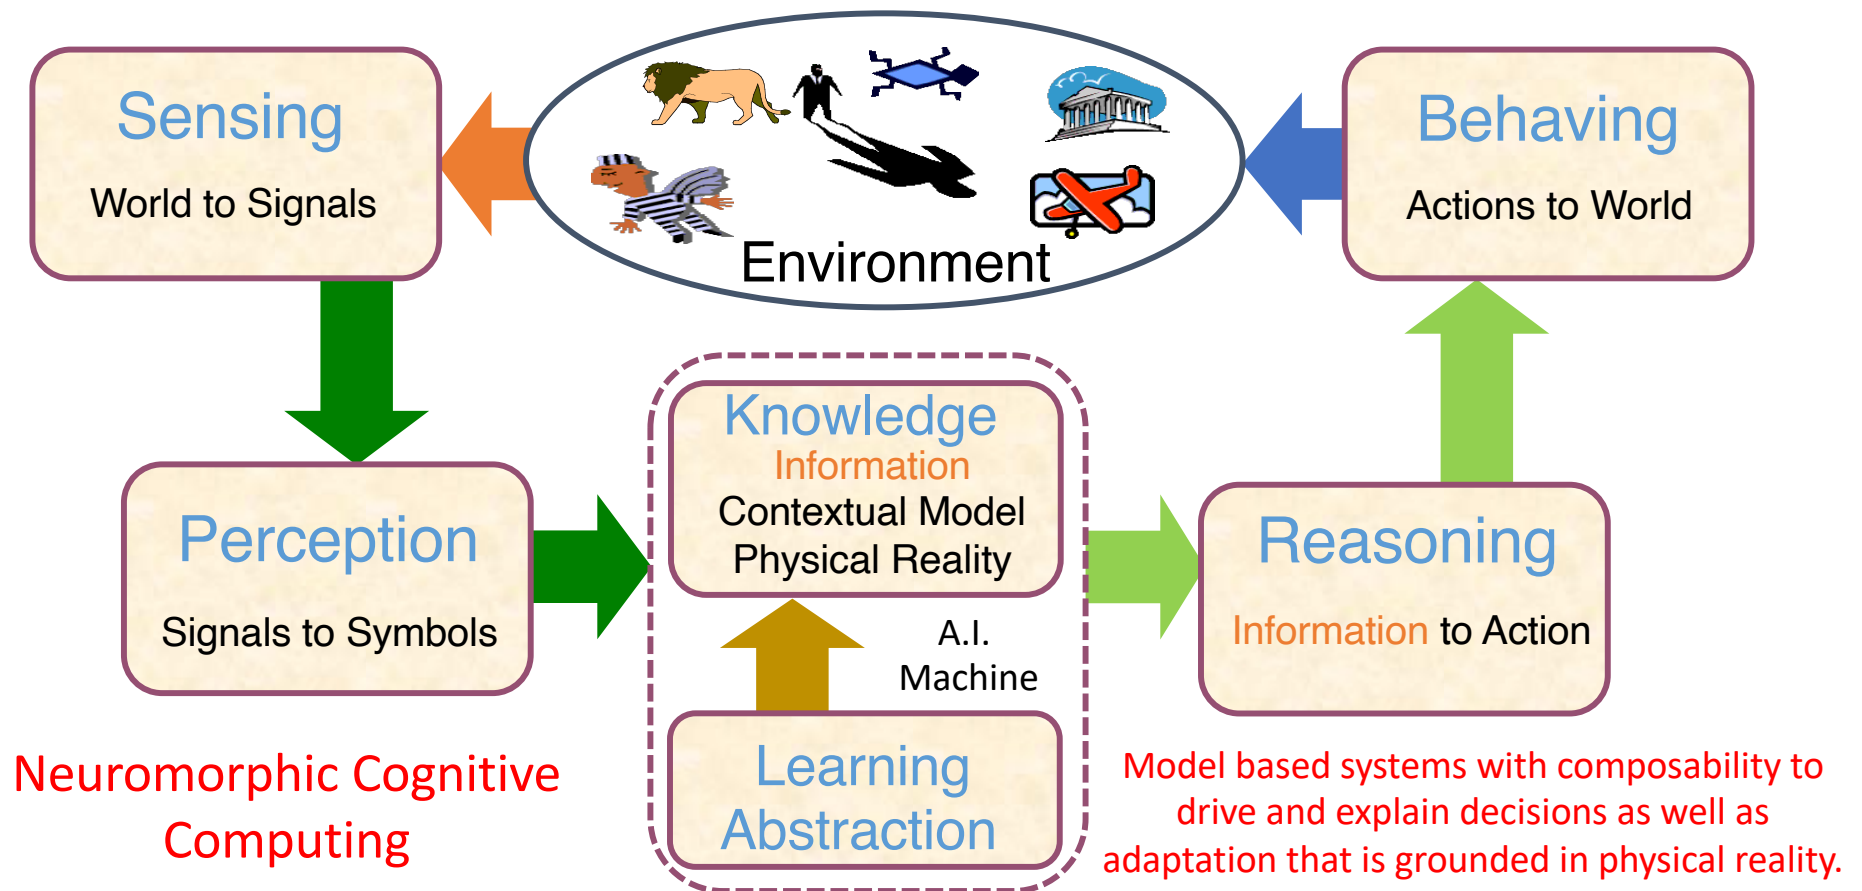 Sensing
World to Signals
Environment
Behaving
Actions to World
Perception
Signals to Symbols
Knowledge
Information
Contextual Model
Physical Reality
A.I.
Machine
Learning
Abstraction
Reasoning
Information to Action
Neuromorphic Cognitive
Computing
Model based systems with composability to
drive and explain decisions as well as
adaptation that is grounded in physical reality.